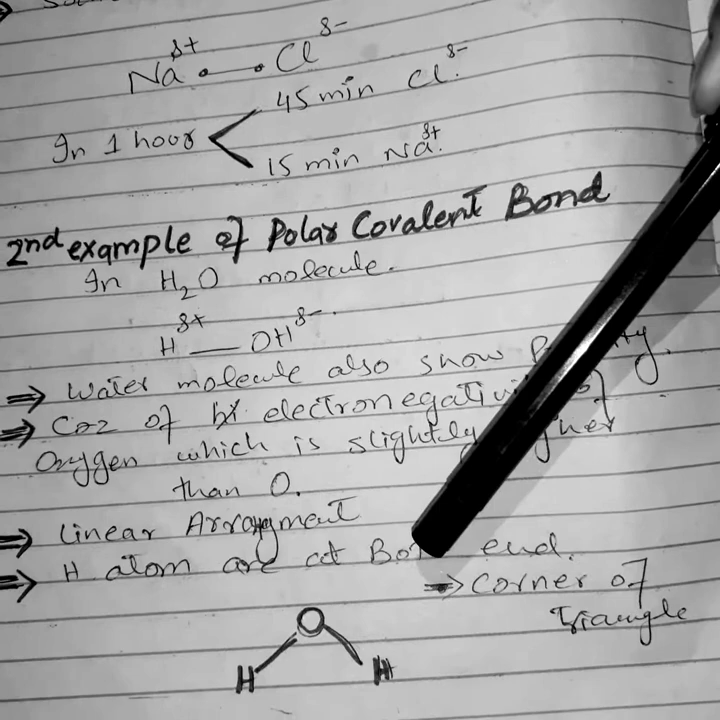 Na δ+ . — . Cl δ-
45 min Cl δ-.
In 1 hour
15 min Na δ+.
2nd example of Polar Covalent Bond
In H₂O molecule.
H δ+ — OH δ-.
⇒ Water molecule also show
⇒ Coz of electronegativi of
Oxygen which is slightly
than O.
⇒ Linear Arrangment
⇒ H atom are at end.
⇒ Corner of
Triangle
O
H H